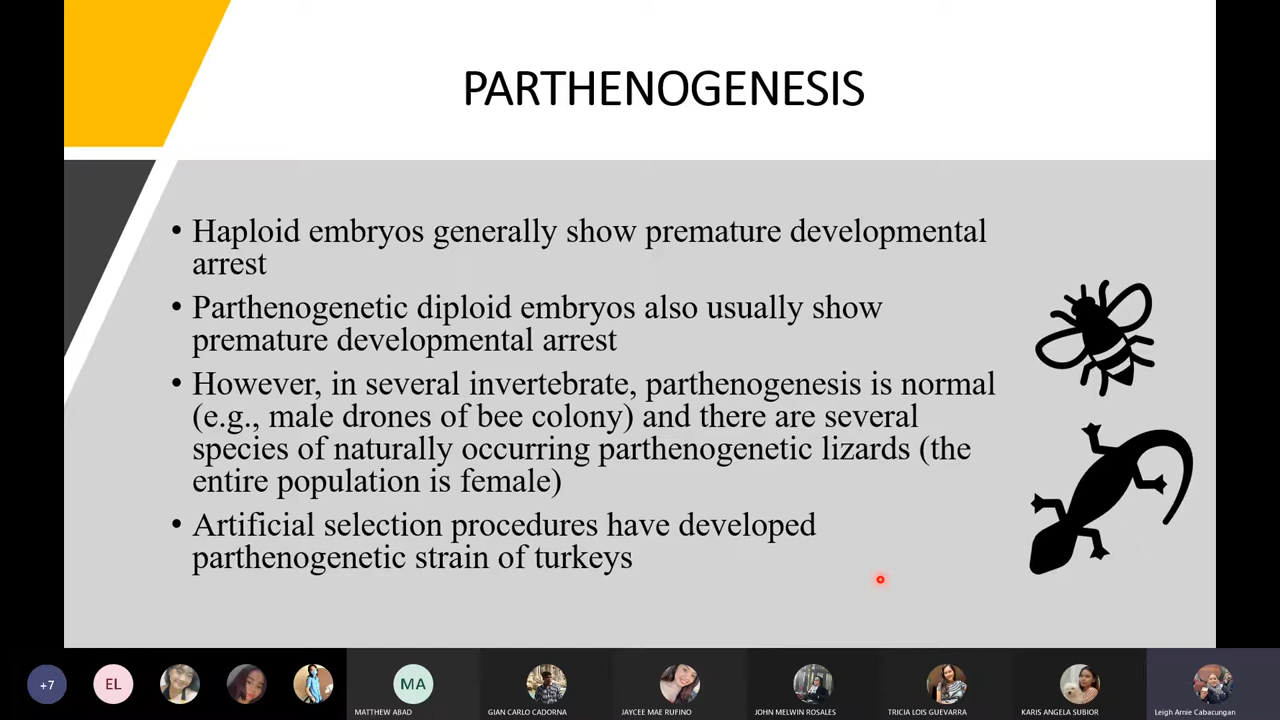 PARTHENOGENESIS
• Haploid embryos generally show premature developmental
arrest
• Parthenogenetic diploid embryos also usually show
premature developmental arrest
• However, in several invertebrate, parthenogenesis is normal
(e.g., male drones of bee colony) and there are several
species of naturally occurring parthenogenetic lizards (the
entire population is female)
• Artificial selection procedures have developed
parthenogenetic strain of turkeys
+7
EL
MA
MATTHEW ABAD
GIAN CARLO CADORNA
JAYCEE MAE RUFINO
JOHN MELWIN ROSALES
TRICIA LOIS GUEVARRA
KARIS ANGELA SUBIOR
Leigh Arnie Cabacungan